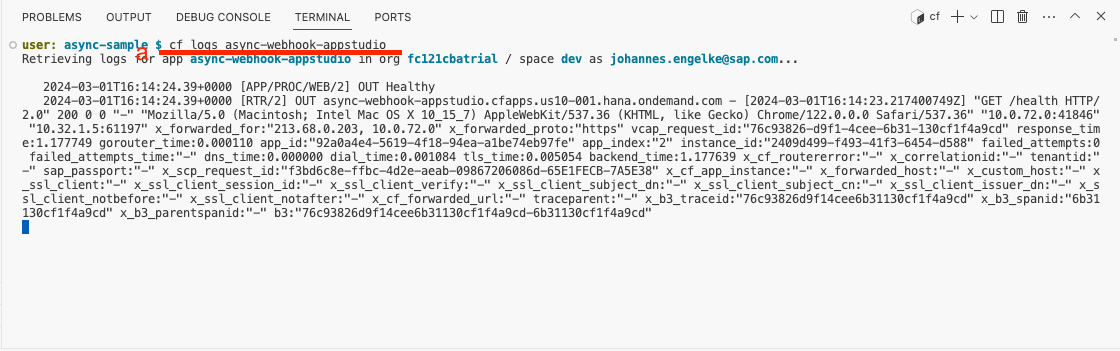 PROBLEMS OUTPUT DEBUG CONSOLE TERMINAL PORTS cf
user: async-sample $ cf logs async-webhook-appstudio
a
Retrieving logs for app async-webhook-appstudio in org fc121cbatrial / space dev as johannes.engelke@sap.com...
2024-03-01T16:14:24.39+0000 [APP/PROC/WEB/2] OUT Healthy
2024-03-01T16:14:24.39+0000 [RTR/2] OUT async-webhook-appstudio.cfapps.us10-001.hana.ondemand.com - [2024-03-01T16:14:23.217400749Z] "GET /health HTTP/
2.0" 200 0 0 "-" "Mozilla/5.0 (Macintosh; Intel Mac OS X 10_15_7) AppleWebKit/537.36 (KHTML, like Gecko) Chrome/122.0.0.0 Safari/537.36" "10.0.72.0:41846"
"10.32.1.5:61197" x_forwarded_for:"213.68.0.203, 10.0.72.0" x_forwarded_proto:"https" vcap_request_id:"76c93826-d9f1-4cee-6b31-130cf1f4a9cd" response_tim
e:1.177749 gorouter_time:0.000110 app_id:"92a0a4e4-5619-4f18-94ea-a1be74eb97fe" app_index:"2" instance_id:"2409d499-f493-41f3-6454-d588" failed_attempts:0
failed_attempts_time:"-" dns_time:0.000000 dial_time:0.001084 tls_time:0.005054 backend_time:1.177639 x_cf_routererror:"-" x_correlationid:"-" tenantid:"
-" sap_passport:"-" x_scp_request_id:"f3bd6c8e-ffbc-4d2e-aeab-09867206086d-65E1FECB-7A5E38" x_cf_app_instance:"-" x_forwarded_host:"-" x_custom_host:"-" x
_ssl_client:"-" x_ssl_client_session_id:"-" x_ssl_client_verify:"-" x_ssl_client_subject_dn:"-" x_ssl_client_subject_cn:"-" x_ssl_client_issuer_dn:"-" x_s
sl_client_notbefore:"-" x_ssl_client_notafter:"-" x_cf_forwarded_url:"-" traceparent:"-" x_b3_traceid:"76c93826d9f14cee6b31130cf1f4a9cd" x_b3_spanid:"6b31
130cf1f4a9cd" x_b3_parentspanid:"-" b3:"76c93826d9f14cee6b31130cf1f4a9cd-6b31130cf1f4a9cd"